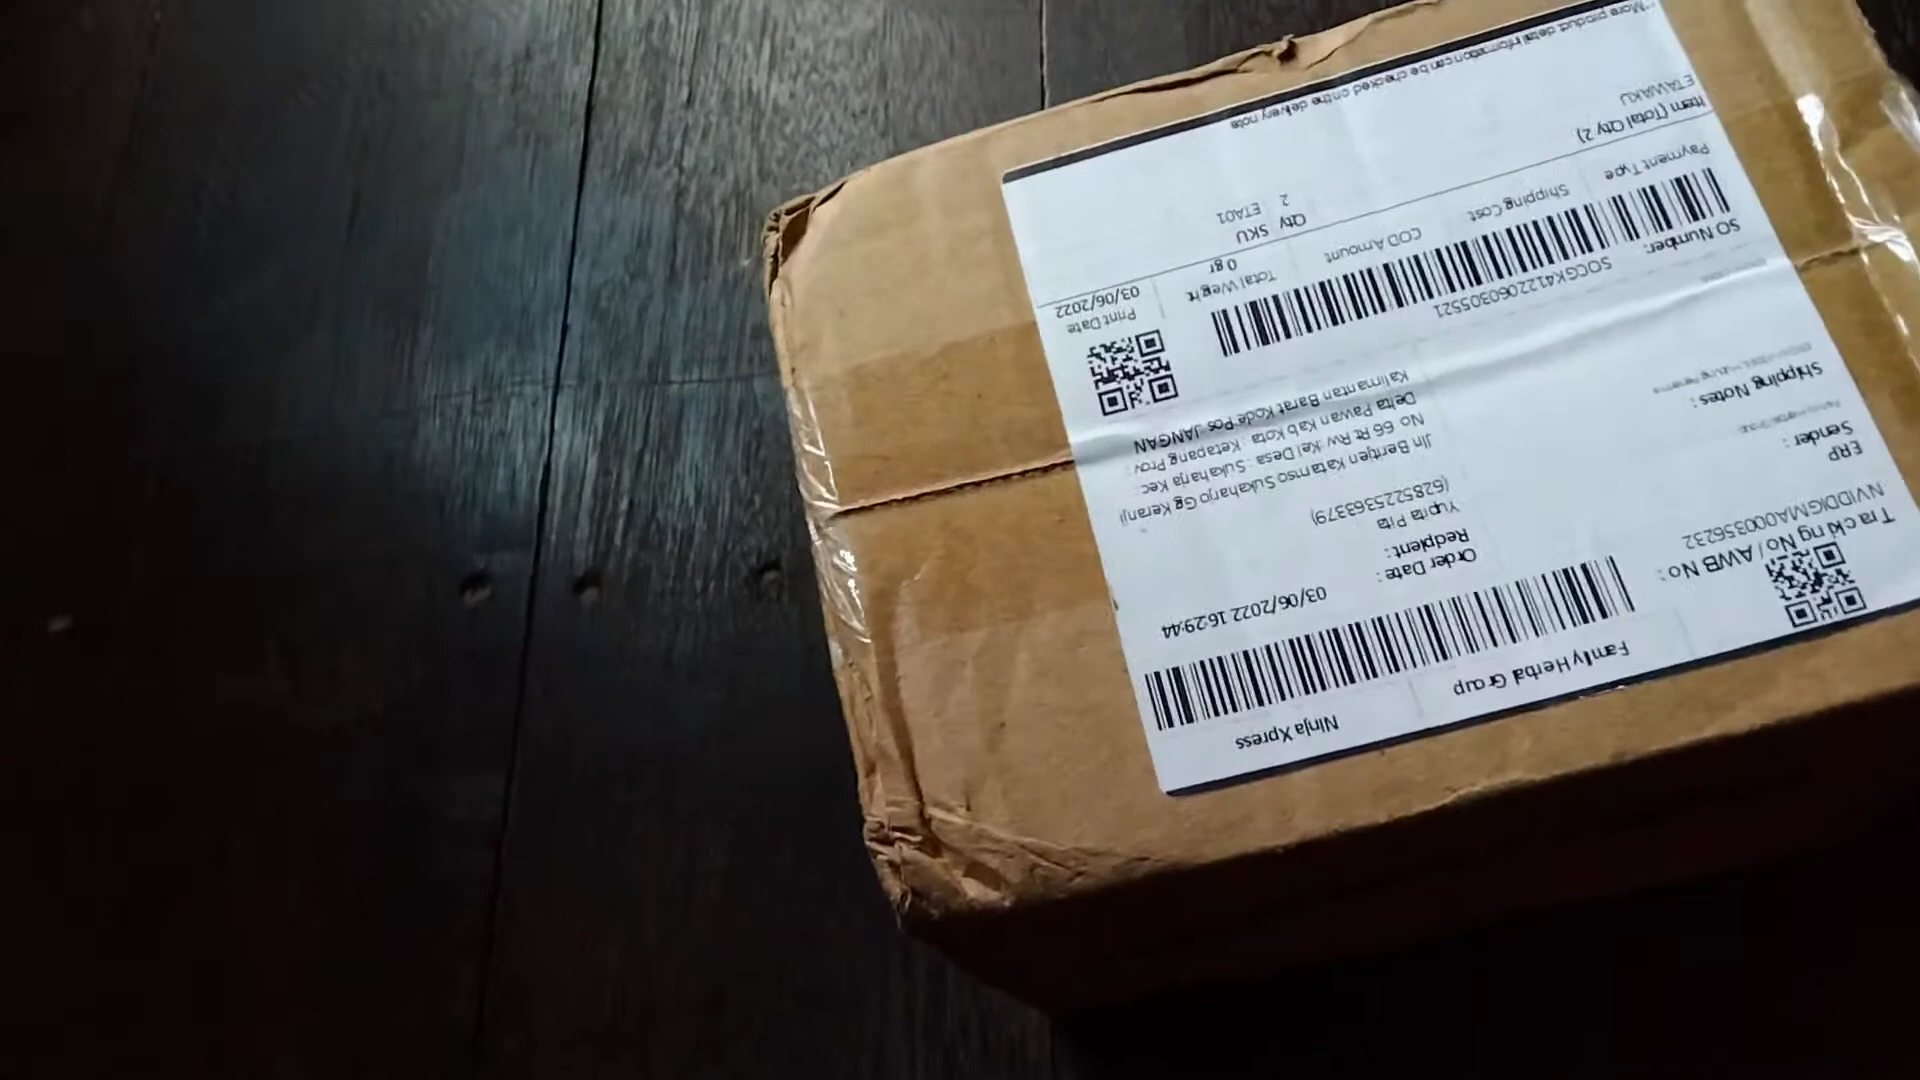 Ninja Xpress
Family Herbal Group
Tracking No / AWB No :
NVIDDIGMA000356232
Order Date :
03/06/2022 16:29:44
Recipient :
Yupita Pita
(6285225363379)
Jln Beritjen Katamso Sukaharjo Gg Keranji
No 66 Rt Rw : Kel Desa : Sukaharja Kec :
Delta Pawan Kab Kota : Ketapang Prov :
Kalimantan Barat Kode Pos JANGAN
ERP
Sender :
Shipping Notes :
SO Number:
SOCGK4122060305521
Print Date
03/06/2022
Payment Type
Shipping Cost
COD Amount
Total Weight
0 gr
Item (Total Qty 2)
Qty
SKU
ETAWAKU
2
ETA01
**More product detail information can be checked on the delivery note